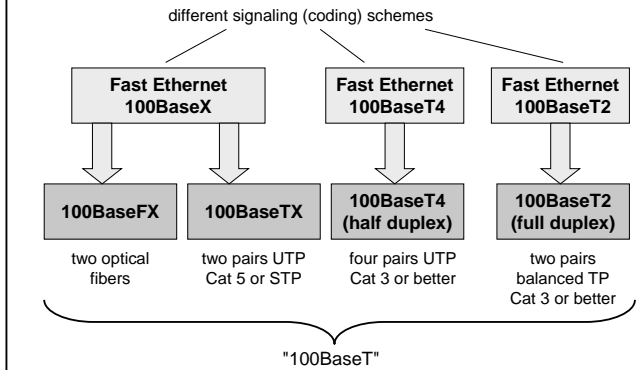 different signaling (coding) schemes
Fast Ethernet
100BaseX
Fast Ethernet
100BaseT4
Fast Ethernet
100BaseT2
100BaseFX
100BaseTX
100BaseT4
(half duplex)
100BaseT2
(full duplex)
two optical
fibers
two pairs UTP
Cat 5 or STP
four pairs UTP
Cat 3 or better
two pairs
balanced TP
Cat 3 or better
"100BaseT"